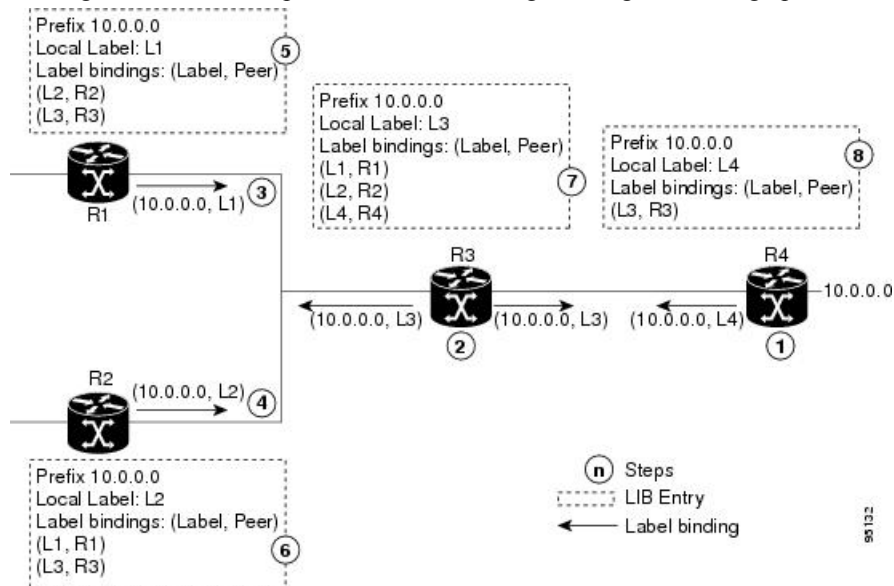 Prefix 10.0.0.0
Local Label: L1
Label bindings: (Label, Peer)
(L2, R2)
(L3, R3)
5
R1
(10.0.0.0, L1)
3
Prefix 10.0.0.0
Local Label: L3
Label bindings: (Label, Peer)
(L1, R1)
(L2, R2)
(L4, R4)
7
Prefix 10.0.0.0
Local Label: L4
Label bindings: (Label, Peer)
(L3, R3)
8
R3
(10.0.0.0, L3)
(10.0.0.0, L3)
2
R4
(10.0.0.0, L4)
10.0.0.0
1
R2
(10.0.0.0, L2)
4
Prefix 10.0.0.0
Local Label: L2
Label bindings: (Label, Peer)
(L1, R1)
(L3, R3)
6
n Steps
LIB Entry
Label binding
95132